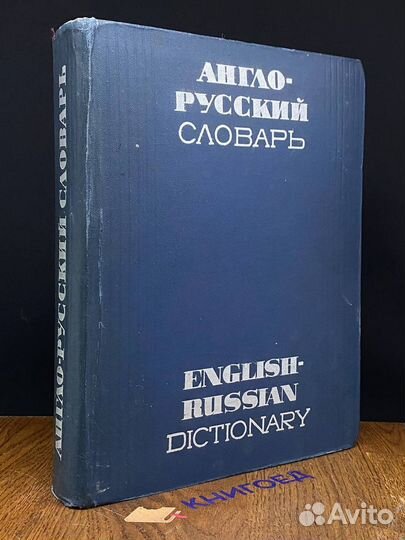 АНГЛО-РУССКИЙ СЛОВАРЬ
АНГЛО-
РУССКИЙ
СЛОВАРЬ
ENGLISH-
RUSSIAN
DICTIONARY
КНИГОЕД
Avito